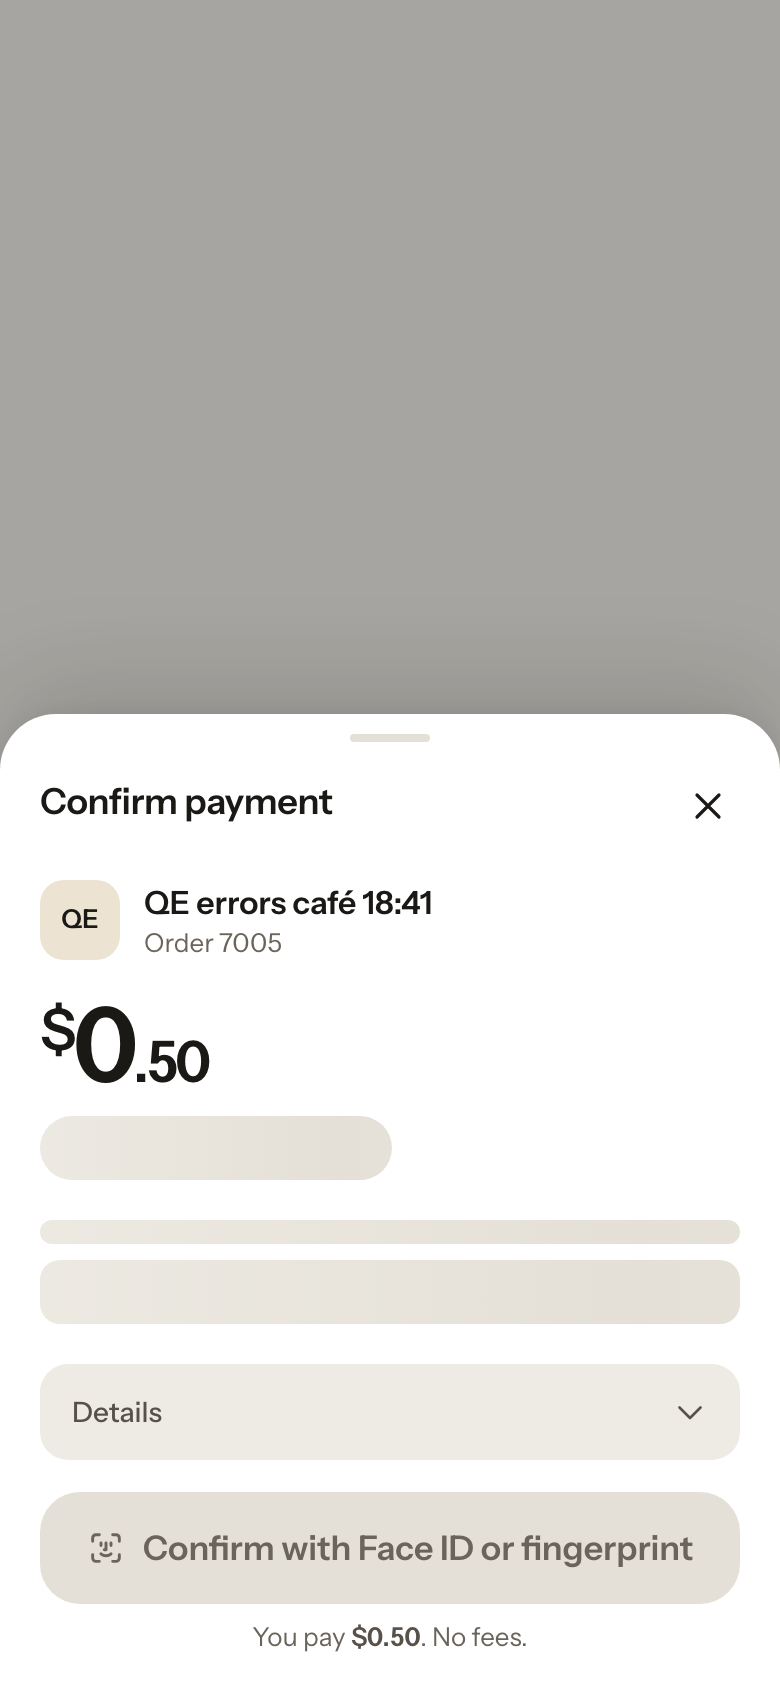 Confirm payment
QE
QE errors café 18:41
Order 7005
$0.50
Details
Confirm with Face ID or fingerprint
You pay $0.50. No fees.